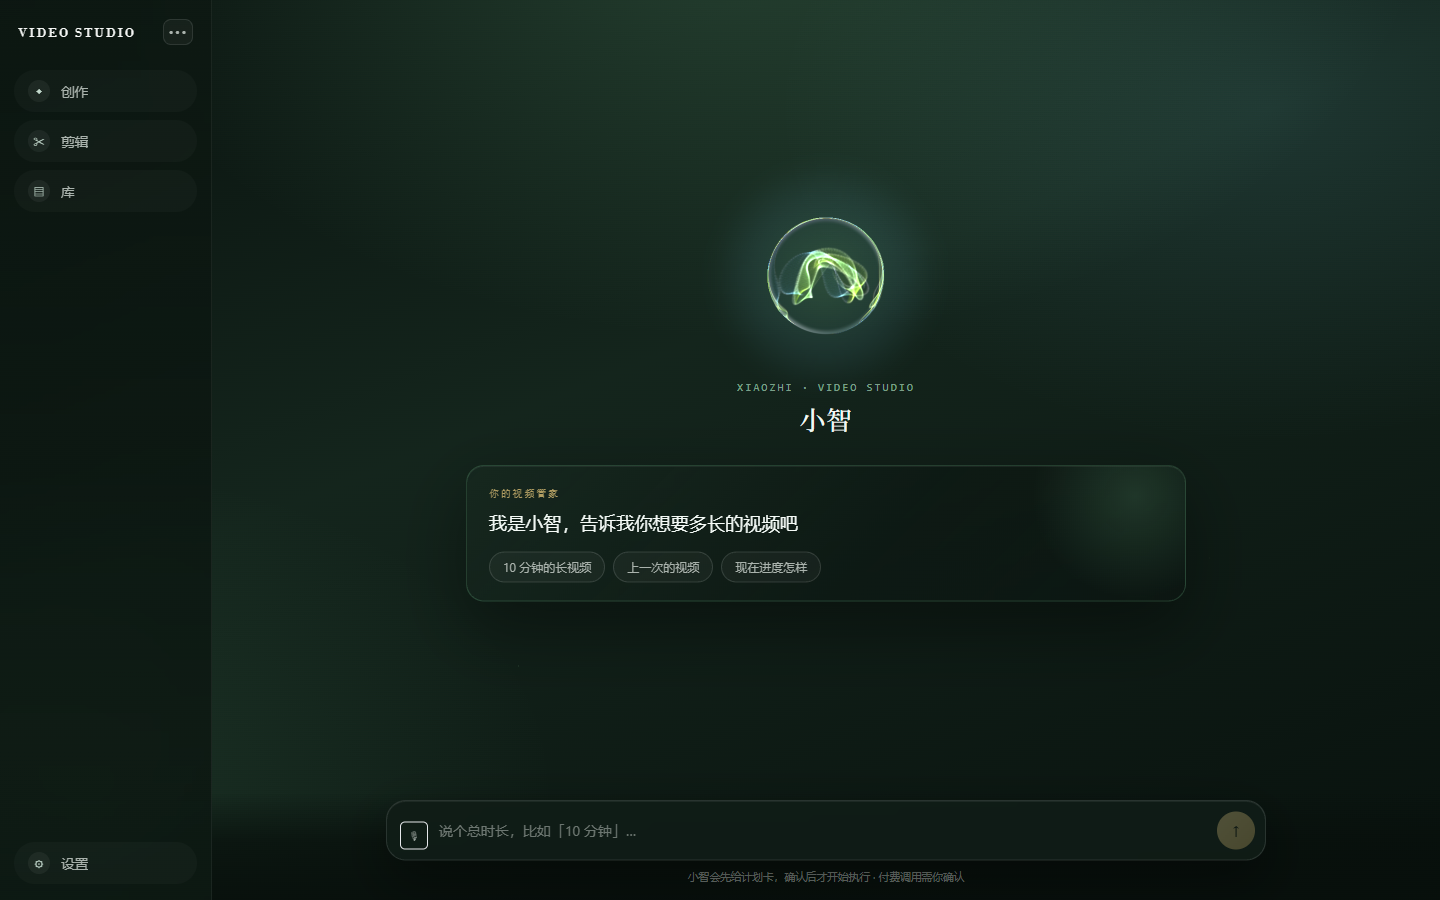 VIDEO STUDIO
创作
剪辑
库
XIAOZHI · VIDEO STUDIO
小智
你的视频管家
我是小智，告诉我你想要多长的视频吧
10 分钟的长视频
上一次的视频
现在进度怎样
说个总时长，比如「10 分钟」...
小智会先给计划卡，确认后才开始执行 · 付费调用需你确认
设置